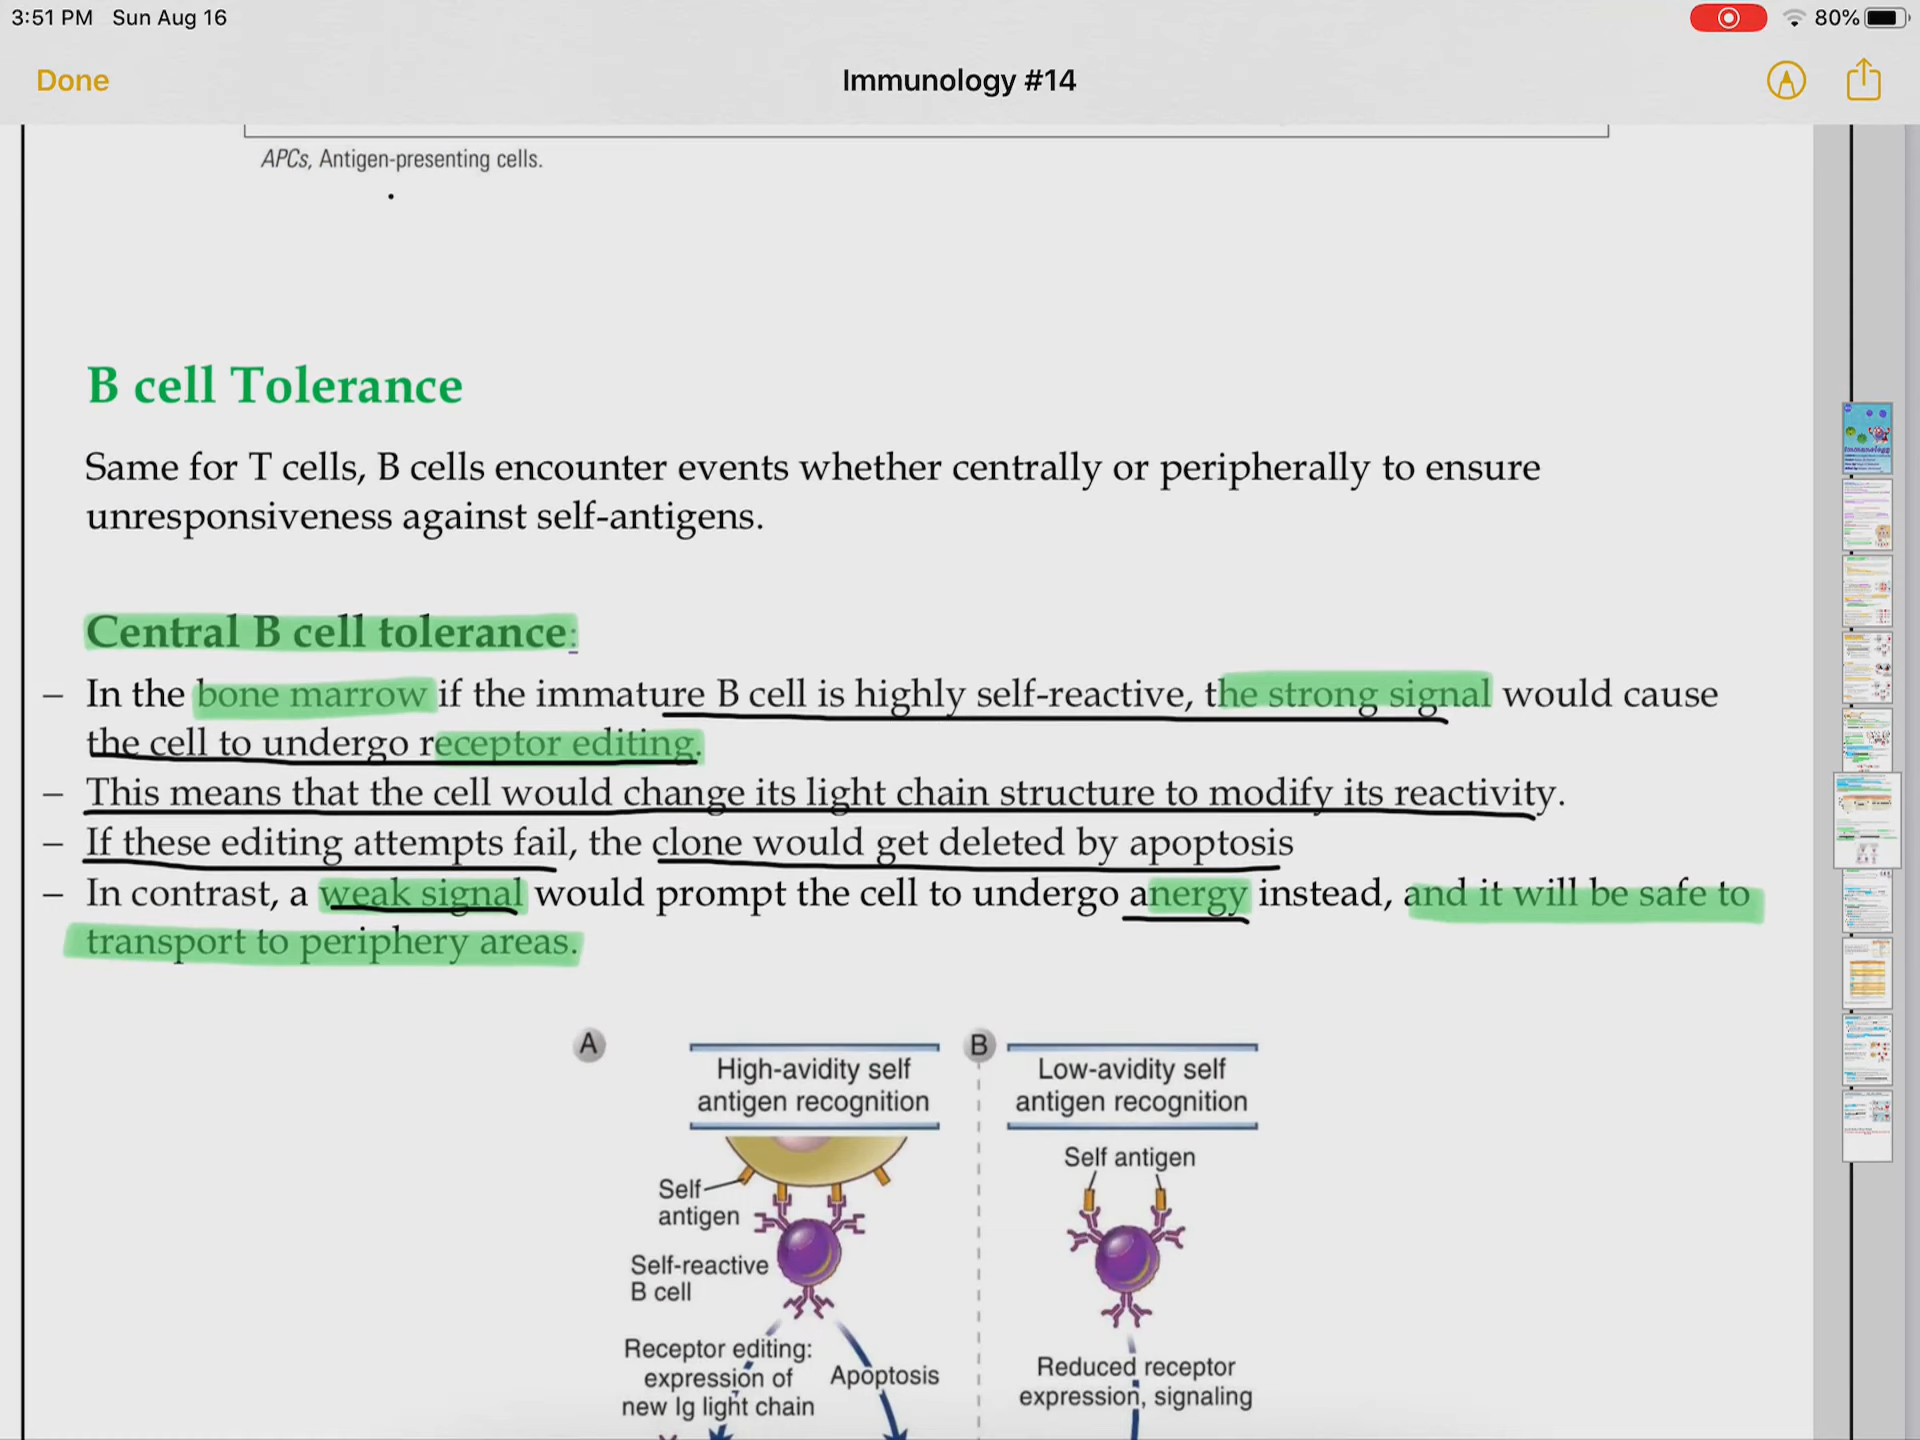 3:51 PM Sun Aug 16
80%
Done
Immunology #14
APCs, Antigen-presenting cells.
B cell Tolerance
Same for T cells, B cells encounter events whether centrally or peripherally to ensure
unresponsiveness against self-antigens.
Central B cell tolerance:
– In the bone marrow if the immature B cell is highly self-reactive, the strong signal would cause
the cell to undergo receptor editing.
– This means that the cell would change its light chain structure to modify its reactivity.
– If these editing attempts fail, the clone would get deleted by apoptosis
– In contrast, a weak signal would prompt the cell to undergo anergy instead, and it will be safe to
transport to periphery areas.
A
High-avidity self
antigen recognition
Self
antigen
Self-reactive
B cell
Receptor editing:
expression of
new Ig light chain
Apoptosis
B
Low-avidity self
antigen recognition
Self antigen
Reduced receptor
expression, signaling